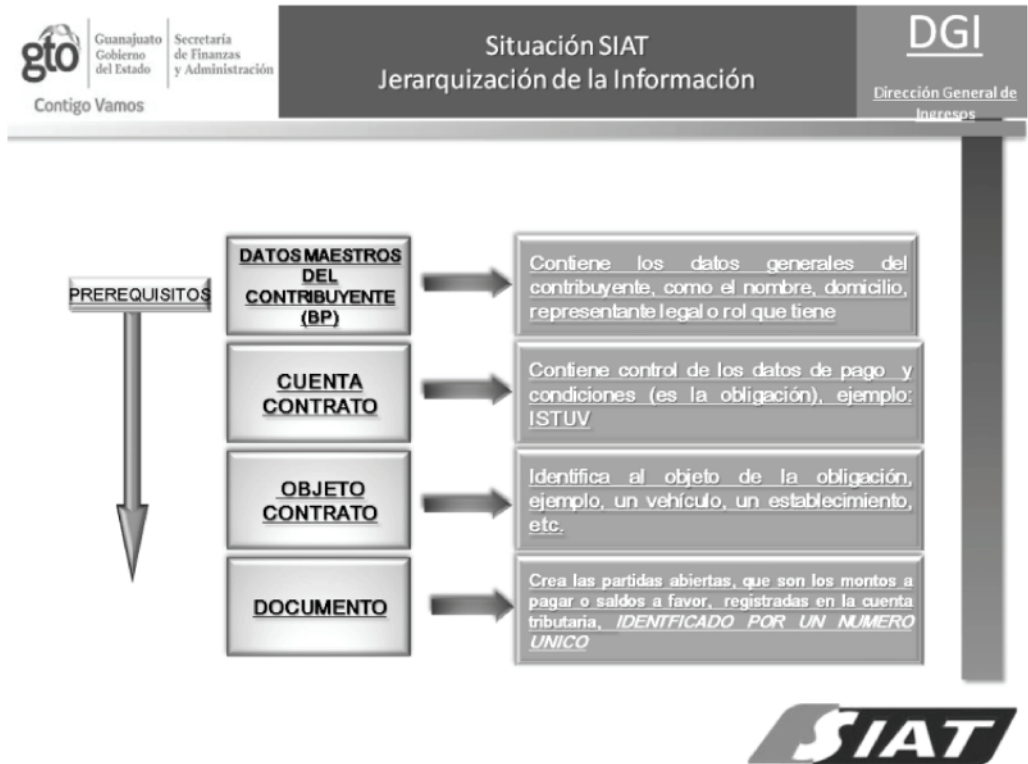 gto
Guanajuato
Gobierno
del Estado
Secretaría
de Finanzas
y Administración
Contigo Vamos
Situación SIAT
Jerarquización de la Información
DGI
Dirección General de
Ingresos
PREREQUISITOS
DATOS MAESTROS
DEL
CONTRIBUYENTE
(BP)
Contiene los datos generales del
contribuyente, como el nombre, domicilio,
representante legal o rol que tiene
CUENTA
CONTRATO
Contiene control de los datos de pago y
condiciones (es la obligación), ejemplo:
ISTUV
OBJETO
CONTRATO
Identifica al objeto de la obligación,
ejemplo, un vehículo, un establecimiento,
etc.
DOCUMENTO
Crea las partidas abiertas, que son los montos a
pagar o saldos a favor, registradas en la cuenta
tributaria, IDENTFICADO POR UN NUMERO
UNICO
SIAT